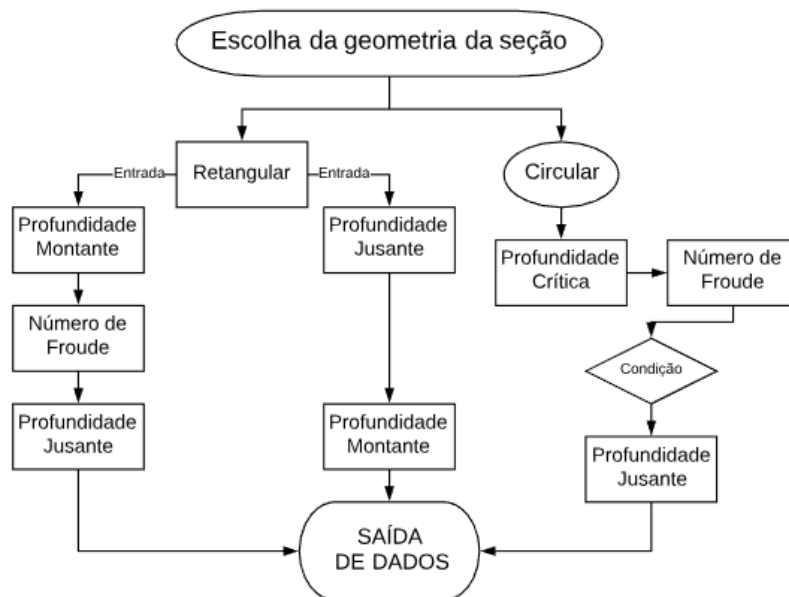 Escolha da geometria da seção
Entrada
Retangular
Entrada
Circular
Profundidade
Montante
Profundidade
Jusante
Profundidade
Crítica
Número de
Froude
Número de
Froude
Condição
Profundidade
Jusante
Profundidade
Montante
Profundidade
Jusante
SAÍDA
DE DADOS